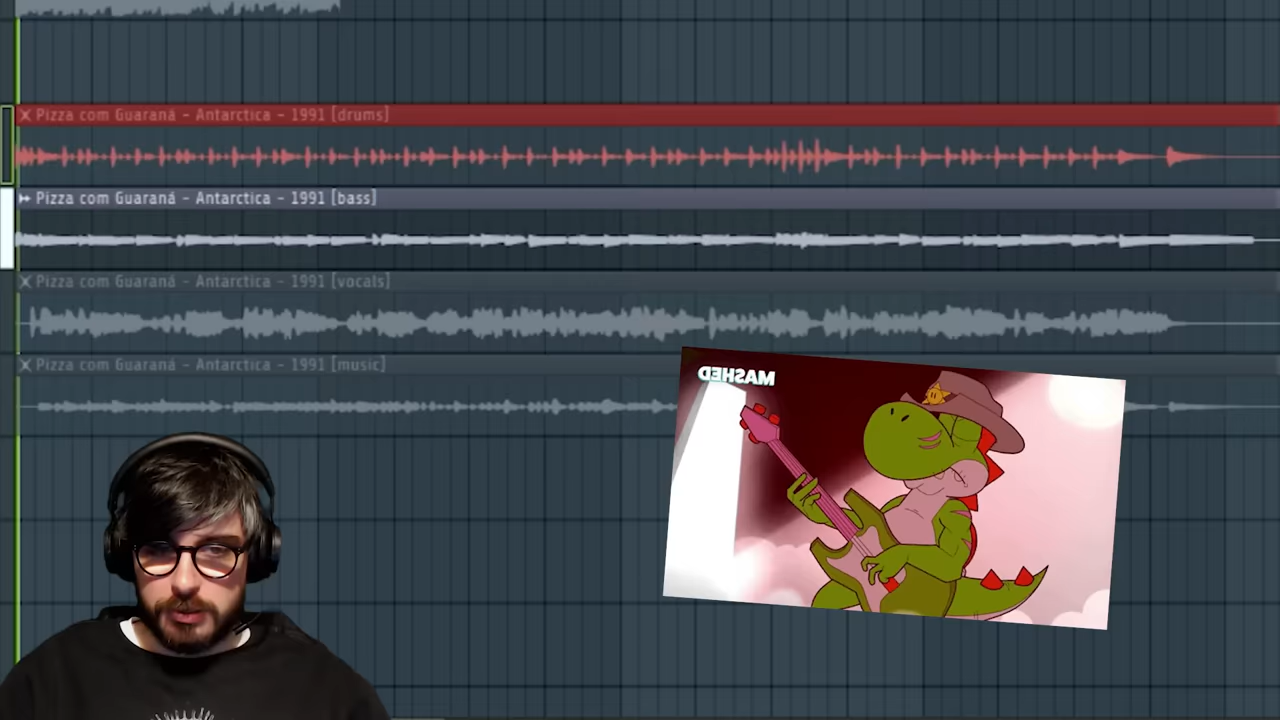 Pizza com Guaraná - Antarctica - 1991 [drums]
Pizza com Guaraná - Antarctica - 1991 [bass]
Pizza com Guaraná - Antarctica - 1991 [vocals]
Pizza com Guaraná - Antarctica - 1991 [music]
MASHED